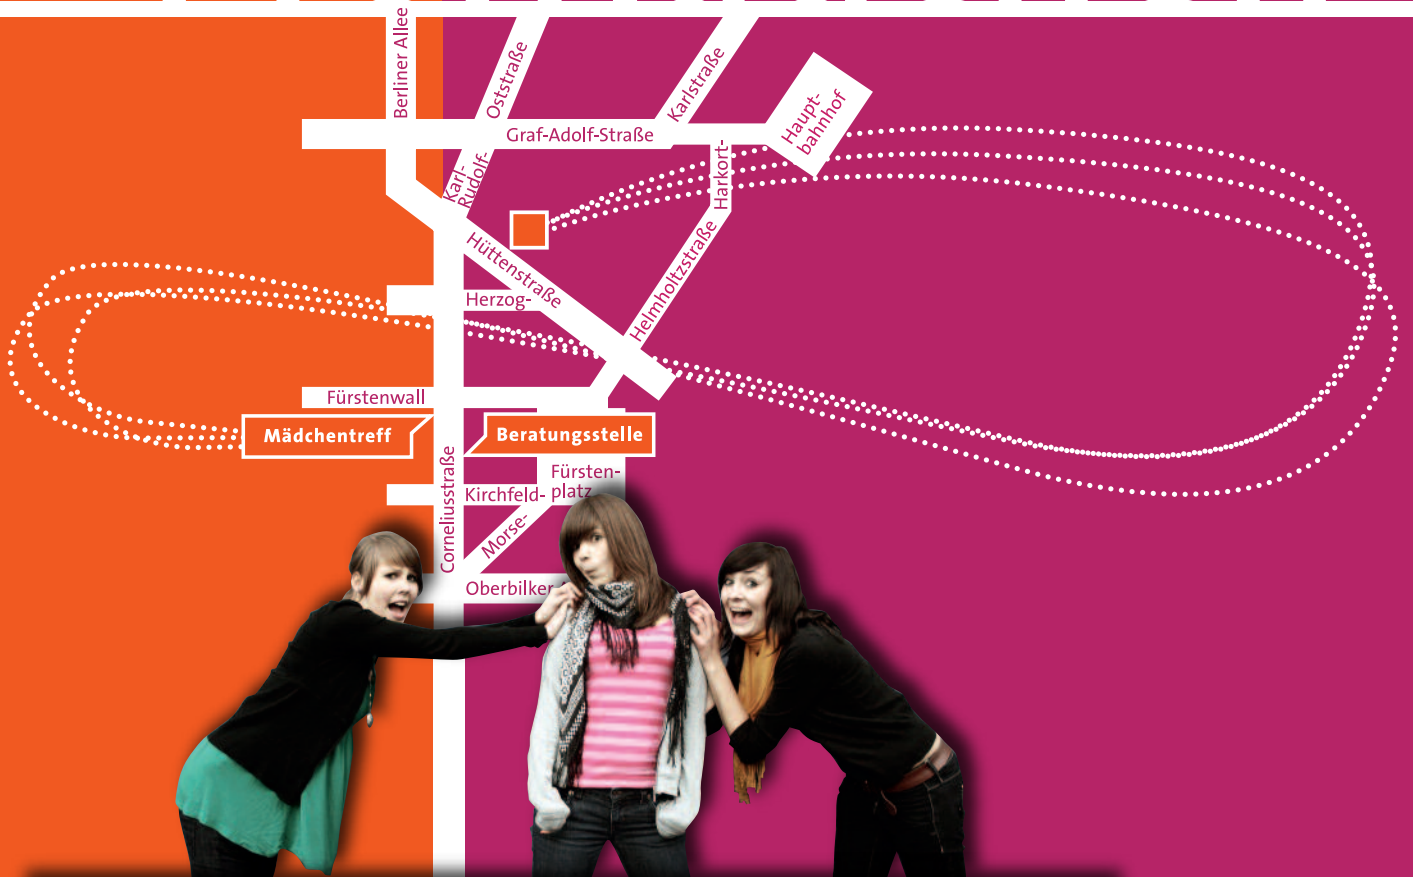 Berliner Allee
Oststraße
Karlstraße
Haupt-
bahnhof
Graf-Adolf-Straße
Karl-
Rudolf-
Harkort-
Hüttenstraße
Helmholtzstraße
Herzog-
Fürstenwall
Mädchentreff
Beratungsstelle
Corneliusstraße
Fürsten-
platz
Kirchfeld-
Morse-
Oberbilker